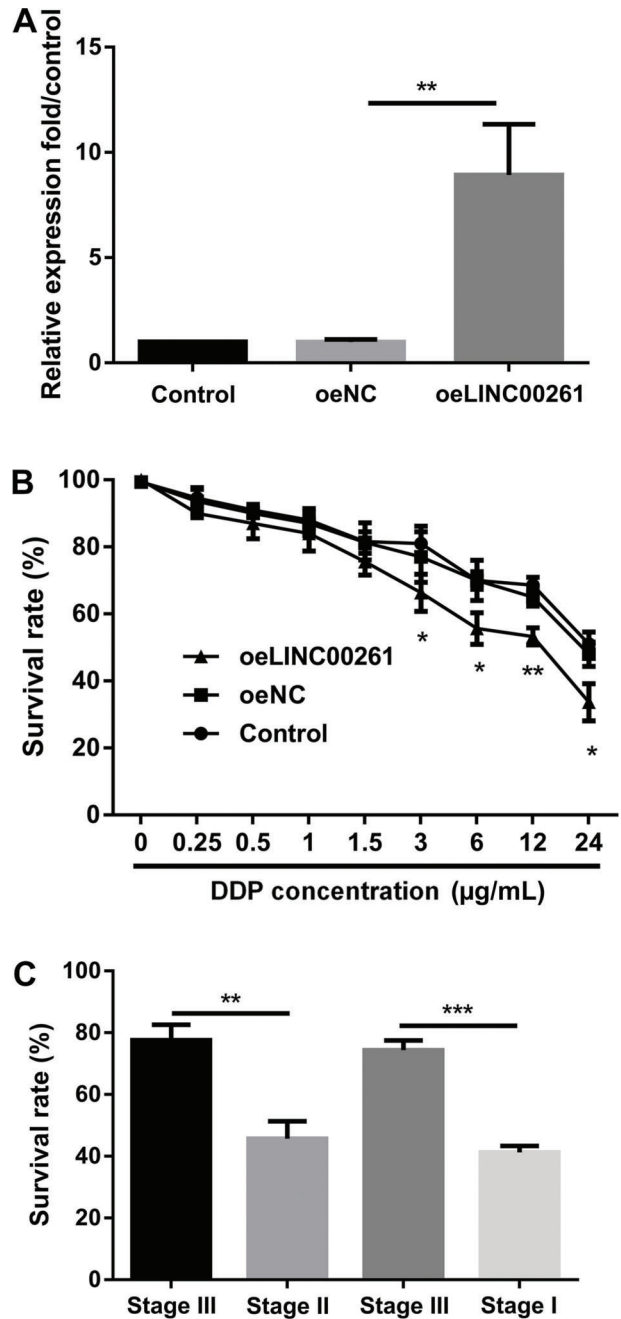 A
Relative expression fold/control
15
10
5
0
**
Control
oeNC
oeLINC00261
B
Survival rate (%)
100
80
60
40
20
0
oeLINC00261
oeNC
Control
*
*
**
*
0 0.25 0.5 1 1.5 3 6 12 24
DDP concentration (μg/mL)
C
Survival rate (%)
100
80
60
40
20
0
**
***
Stage III
Stage II
Stage III
Stage I